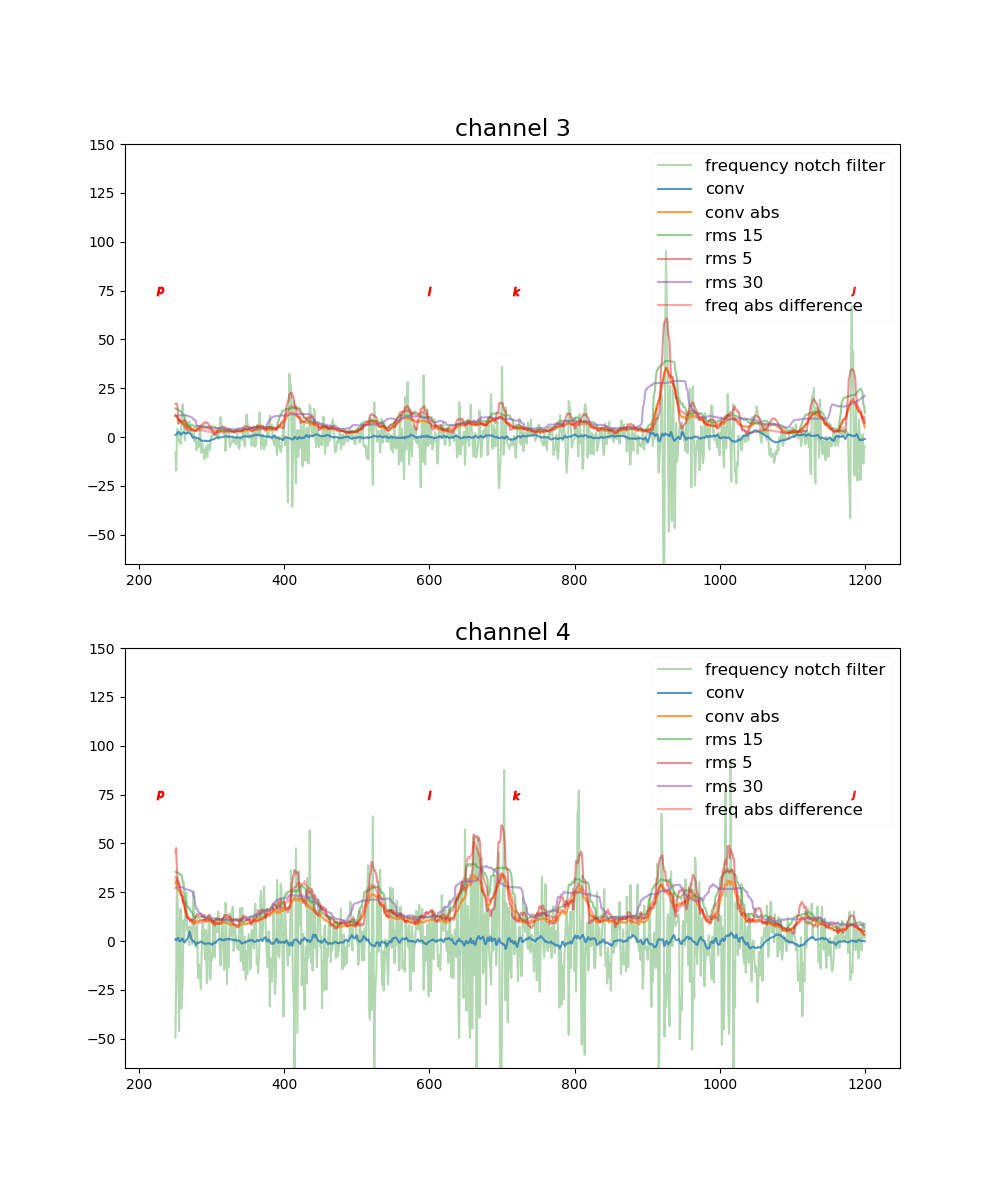 channel 3
150
125
100
75
50
25
0
−25
−50
frequency notch filter
conv
conv abs
rms 15
rms 5
rms 30
freq abs difference
p
l
k
J
200 400 600 800 1000 1200
channel 4
150
125
100
75
50
25
0
−25
−50
frequency notch filter
conv
conv abs
rms 15
rms 5
rms 30
freq abs difference
p
l
k
J
200 400 600 800 1000 1200